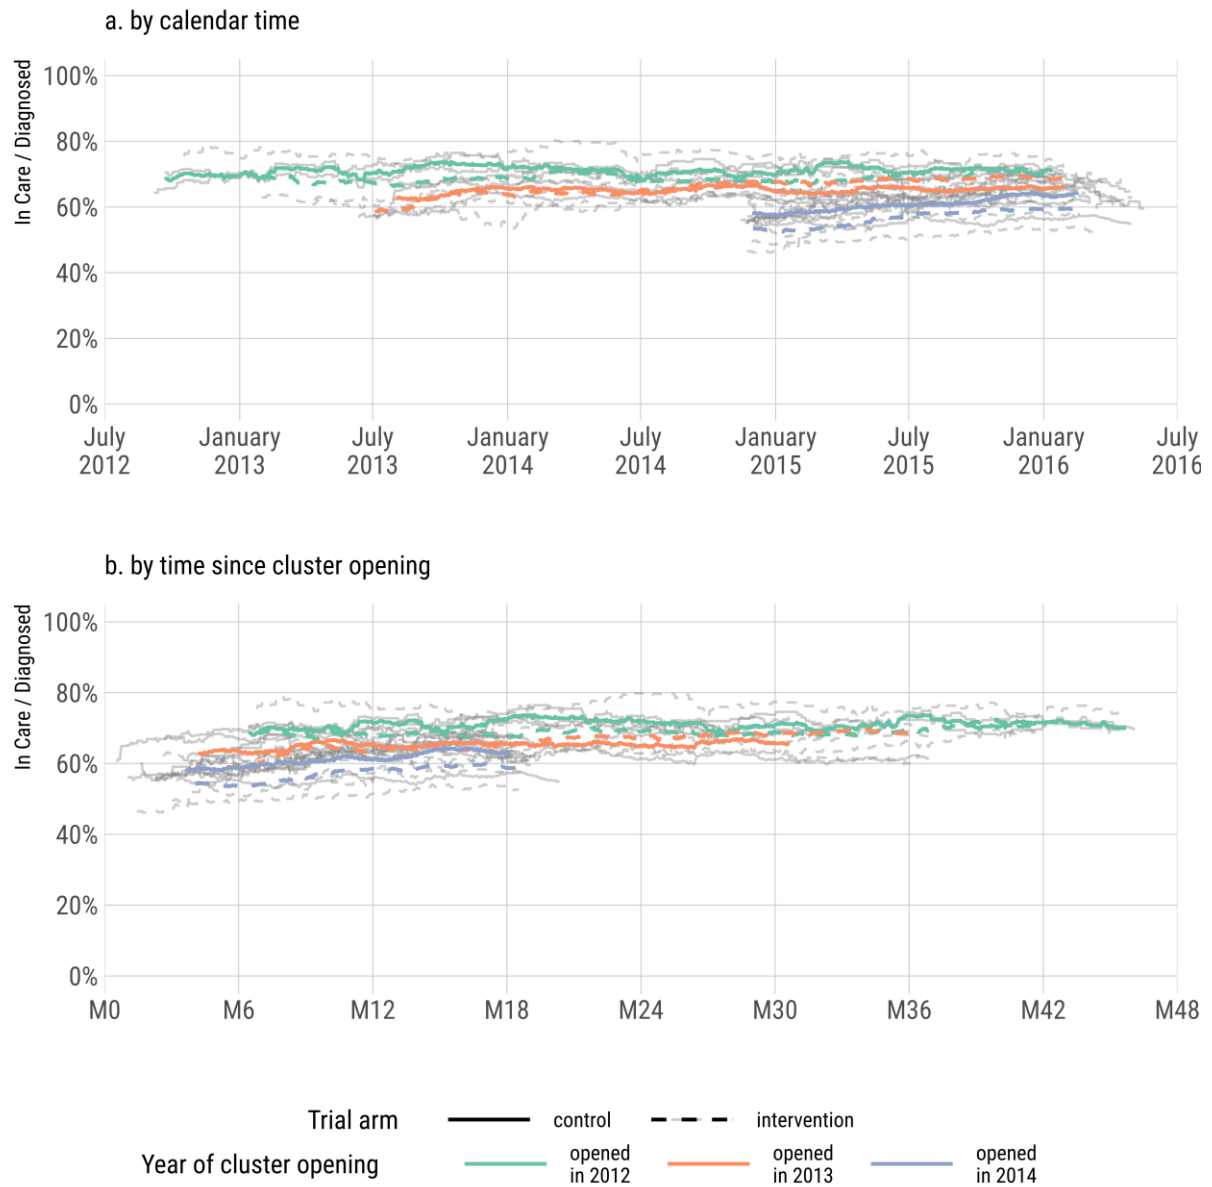 a. by calendar time
In Care / Diagnosed
100%
80%
60%
40%
20%
0%
July 2012
January 2013
July 2013
January 2014
July 2014
January 2015
July 2015
January 2016
July 2016
b. by time since cluster opening
In Care / Diagnosed
100%
80%
60%
40%
20%
0%
M0 M6 M12 M18 M24 M30 M36 M42 M48
Trial arm control intervention
Year of cluster opening
opened
in 2012
opened
in 2013
opened
in 2014